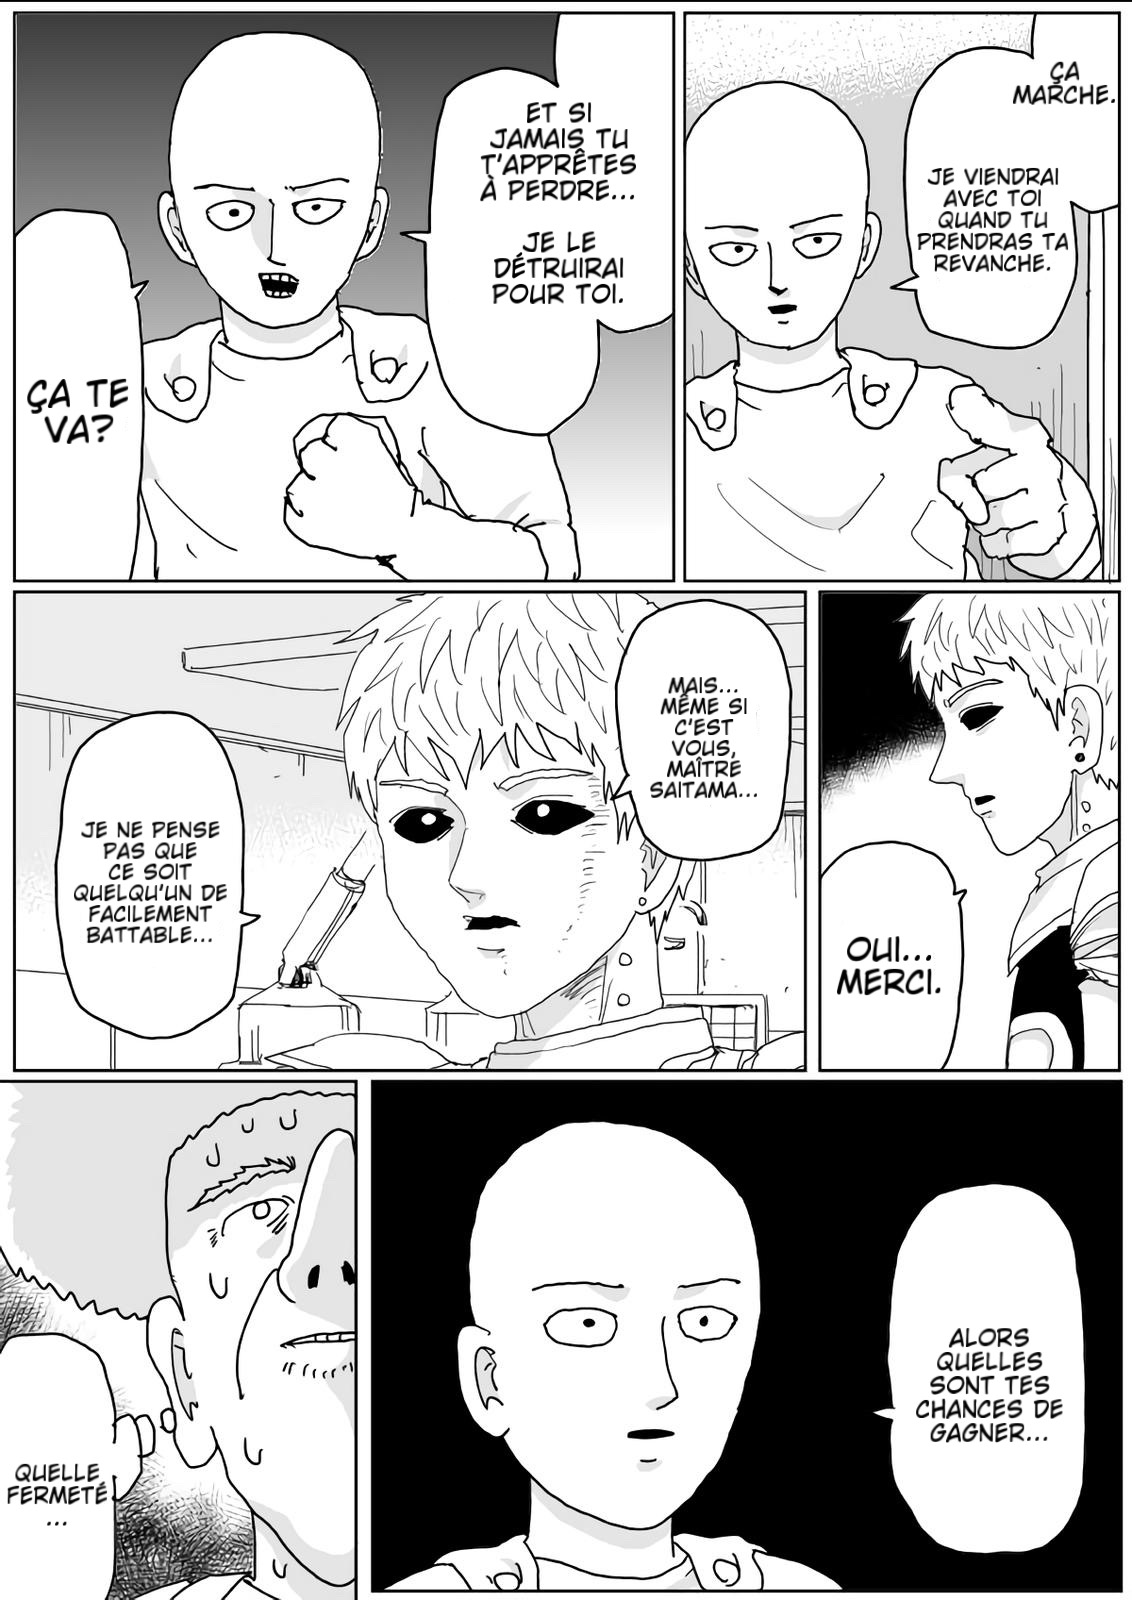 ÇA
MARCHE.
JE VIENDRAI
AVEC TOI
QUAND TU
PRENDRAS TA
REVANCHE.
ET SI
JAMAIS TU
T'APPRÊTES
À PERDRE...
JE LE
DÉTRUIRAI
POUR TOI.
ÇA TE
VA?
OUI...
MERCI.
MAIS...
MÊME SI
C'EST
VOUS,
MAÎTRE
SAITAMA...
JE NE PENSE
PAS QUE
CE SOIT
QUELQU'UN DE
FACILEMENT
BATTABLE...
ALORS
QUELLES
SONT TES
CHANCES DE
GAGNER...
QUELLE
FERMETÉ
...